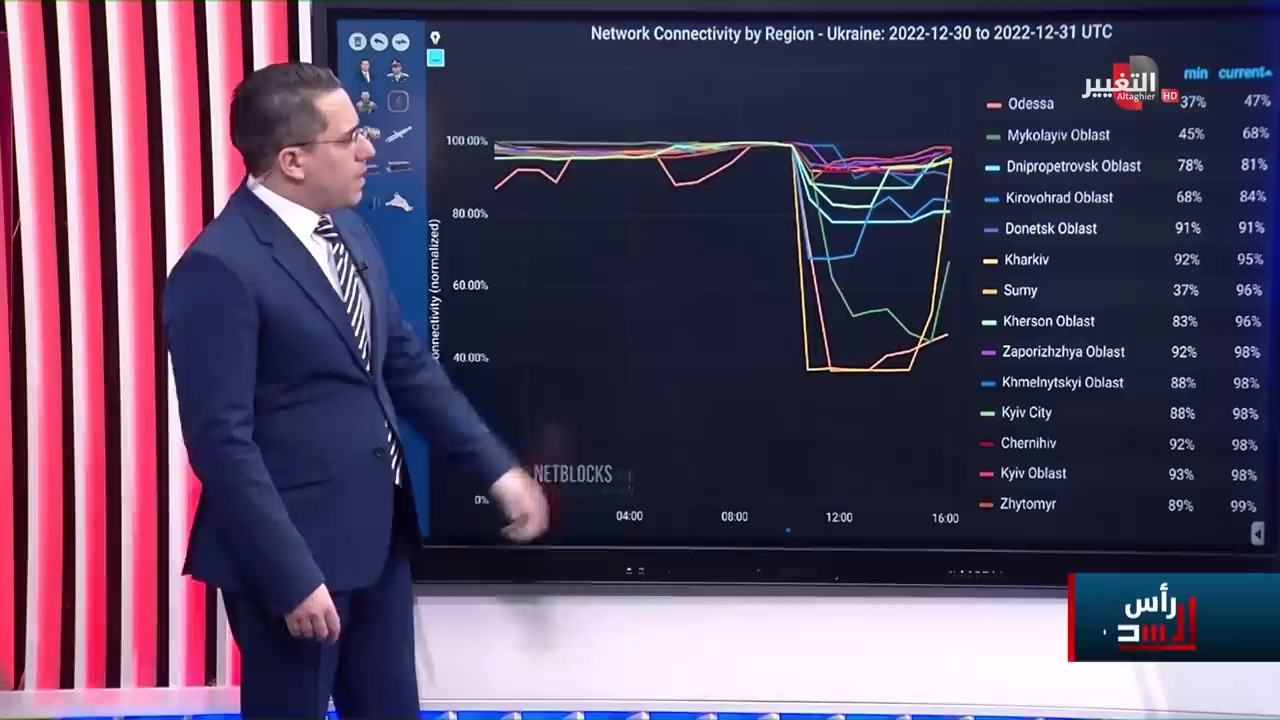 Network Connectivity by Region - Ukraine: 2022-12-30 to 2022-12-31 UTC
التغيير
Altaghier HD
min current
Odessa 37% 47%
Mykolayiv Oblast 45% 68%
Dnipropetrovsk Oblast 78% 81%
Kirovohrad Oblast 68% 84%
Donetsk Oblast 91% 91%
Kharkiv 92% 95%
Sumy 37% 96%
Kherson Oblast 83% 96%
Zaporizhzhya Oblast 92% 98%
Khmelnytskyi Oblast 88% 98%
Kyiv City 88% 98%
Chernihiv 92% 98%
Kyiv Oblast 93% 98%
Zhytomyr 89% 99%
100.00%
80.00%
60.00%
40.00%
0%
onnectivity (normalized)
NETBLOCKS
04:00 08:00 12:00 16:00
رأس